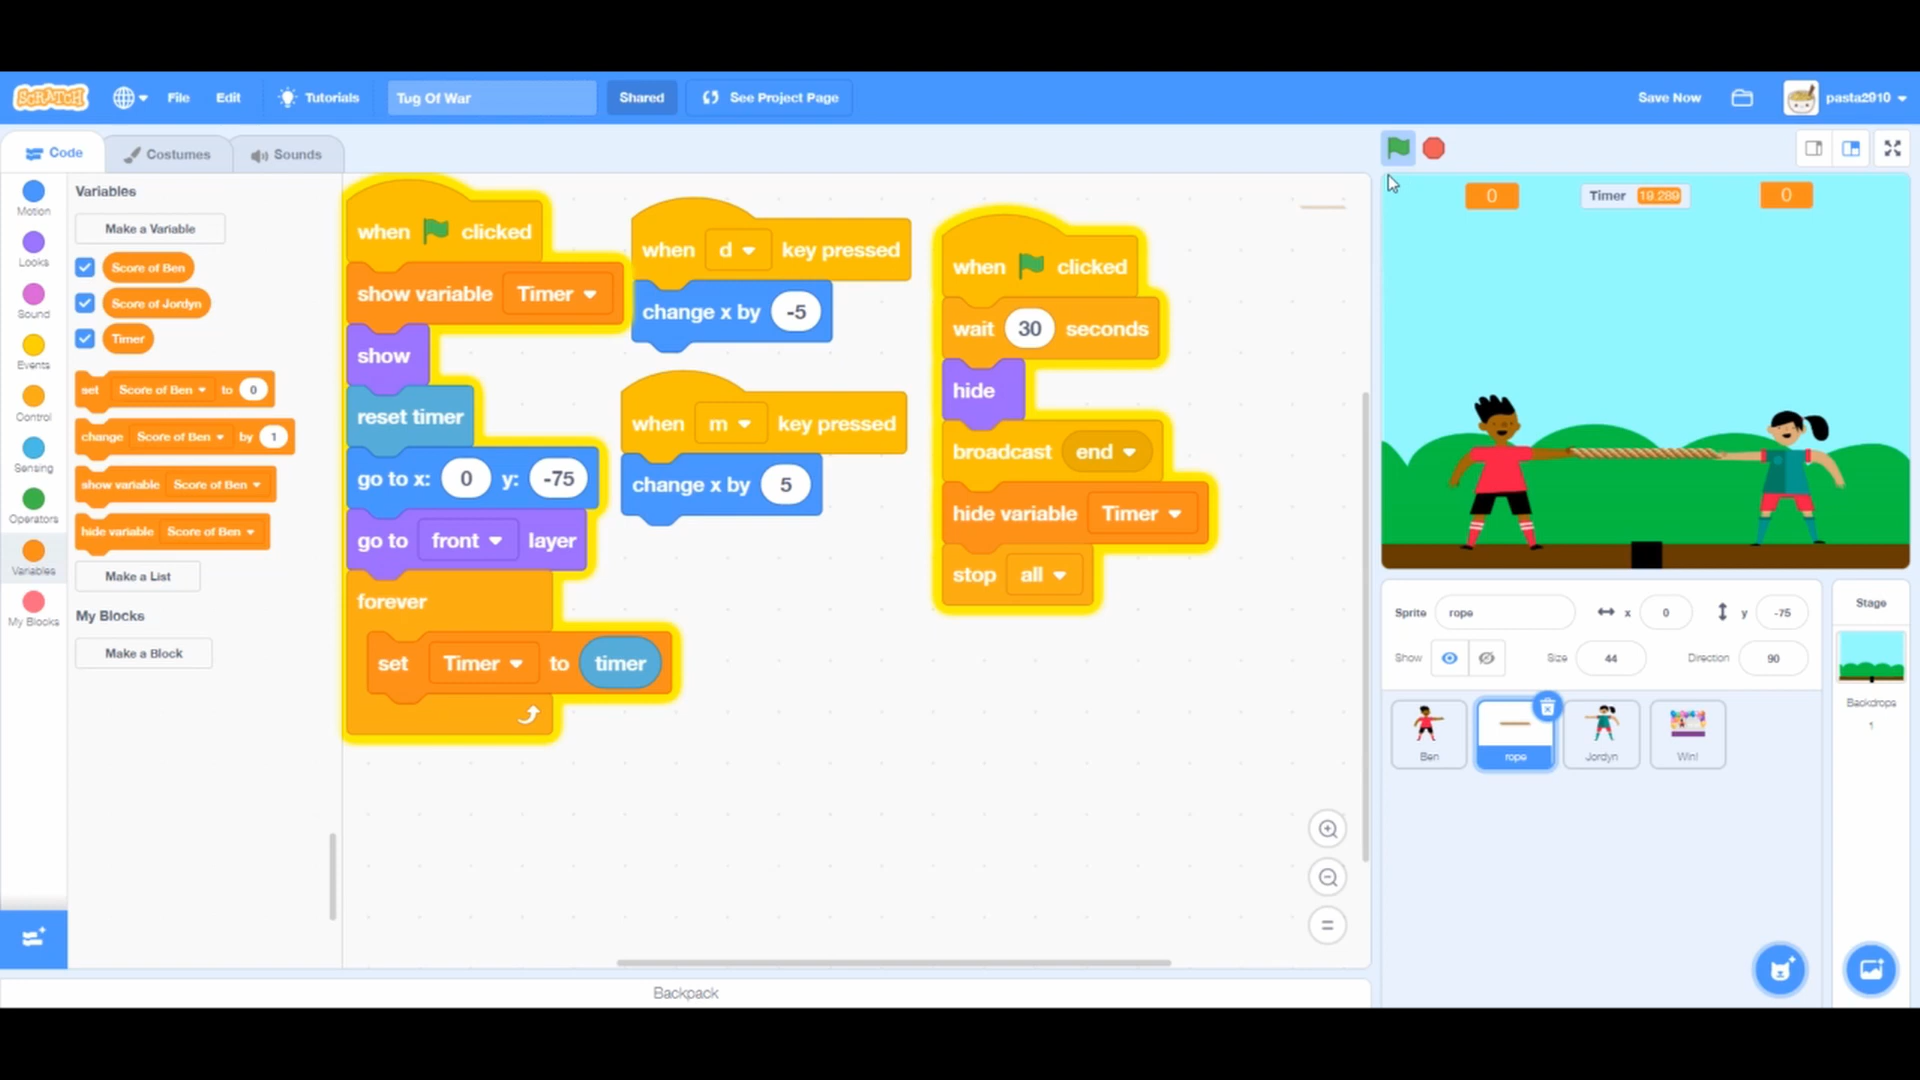 SCRATCH
File
Edit
Tutorials
Tug Of War
Shared
See Project Page
Save Now
pasta2910
Code
Costumes
Sounds
Motion
Looks
Sound
Events
Control
Sensing
Operators
Variables
My Blocks
Variables
Make a Variable
Score of Ben
Score of Jordyn
Timer
set Score of Ben to 0
change Score of Ben by 1
show variable Score of Ben
hide variable Score of Ben
Make a List
My Blocks
Make a Block
when clicked
show variable Timer
show
reset timer
go to x: 0 y: -75
go to front layer
forever
set Timer to timer
when d key pressed
change x by -5
when m key pressed
change x by 5
when clicked
wait 30 seconds
hide
broadcast end
hide variable Timer
stop all
0
Timer 19.289
0
Sprite rope x 0 y -75
Show Size 44 Direction 90
Ben
rope
Jordyn
Win!
Stage
Backdrops
1
Backpack